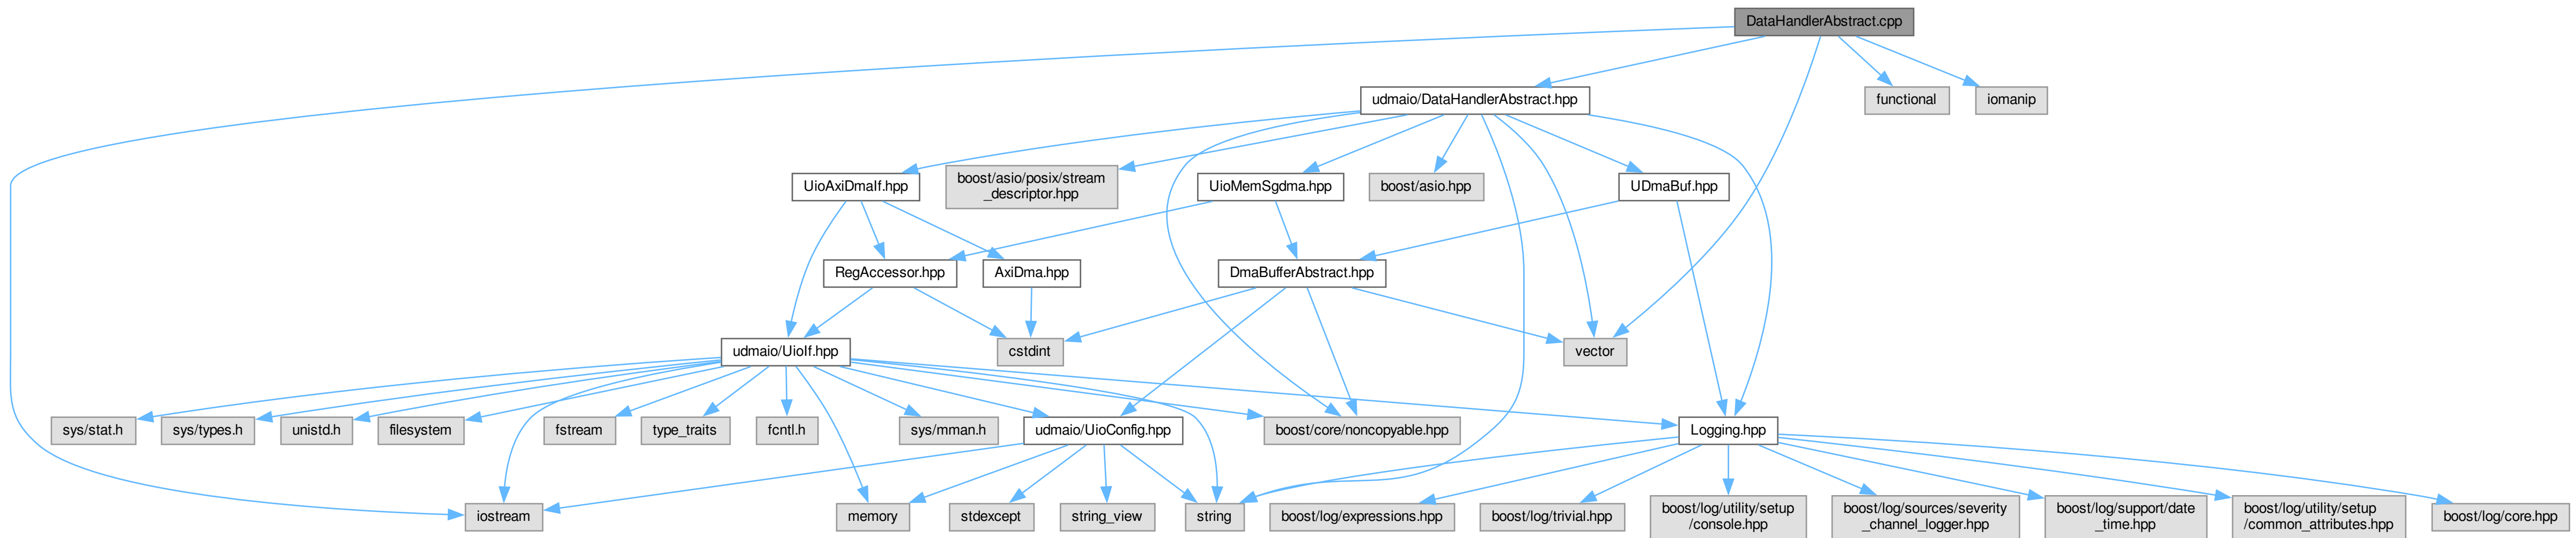 DataHandlerAbstract.cpp
udmaio/DataHandlerAbstract.hpp
functional
iomanip
UioAxiDmaIf.hpp
boost/asio/posix/stream
_descriptor.hpp
UioMemSgdma.hpp
boost/asio.hpp
UDmaBuf.hpp
RegAccessor.hpp
AxiDma.hpp
DmaBufferAbstract.hpp
udmaio/UioIf.hpp
cstdint
vector
sys/stat.h
sys/types.h
unistd.h
filesystem
fstream
type_traits
fcntl.h
sys/mman.h
udmaio/UioConfig.hpp
boost/core/noncopyable.hpp
Logging.hpp
iostream
memory
stdexcept
string_view
string
boost/log/expressions.hpp
boost/log/trivial.hpp
boost/log/utility/setup
/console.hpp
boost/log/sources/severity
_channel_logger.hpp
boost/log/support/date
_time.hpp
boost/log/utility/setup
/common_attributes.hpp
boost/log/core.hpp